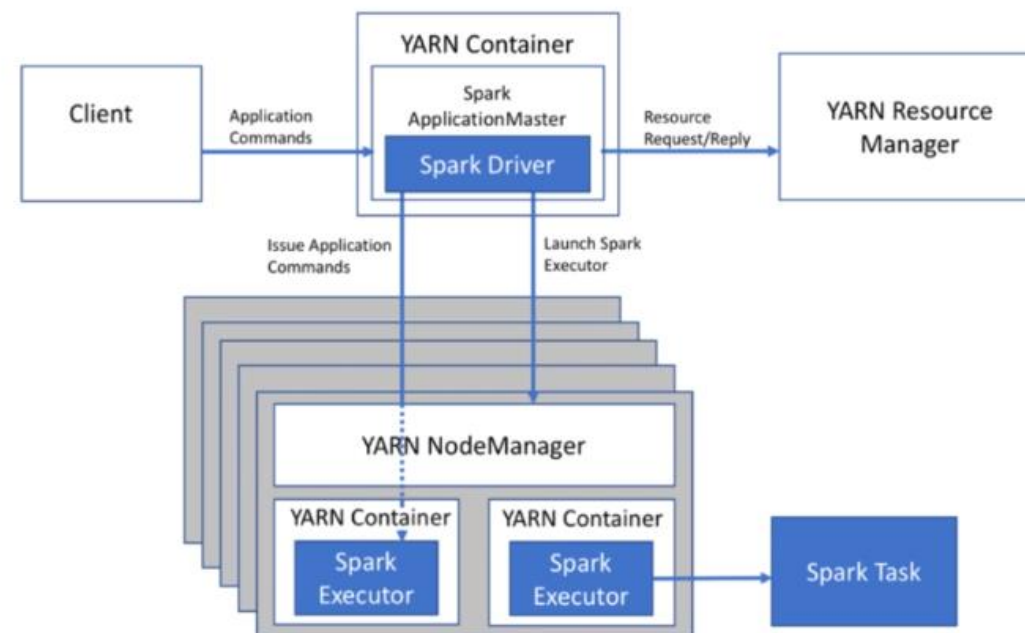 YARN Container
Client
Spark
ApplicationMaster
Spark Driver
Application
Commands
Resource
Request/Reply
YARN Resource
Manager
Issue Application
Commands
Launch Spark
Executor
YARN NodeManager
YARN Container
YARN Container
Spark
Executor
Spark
Executor
Spark Task